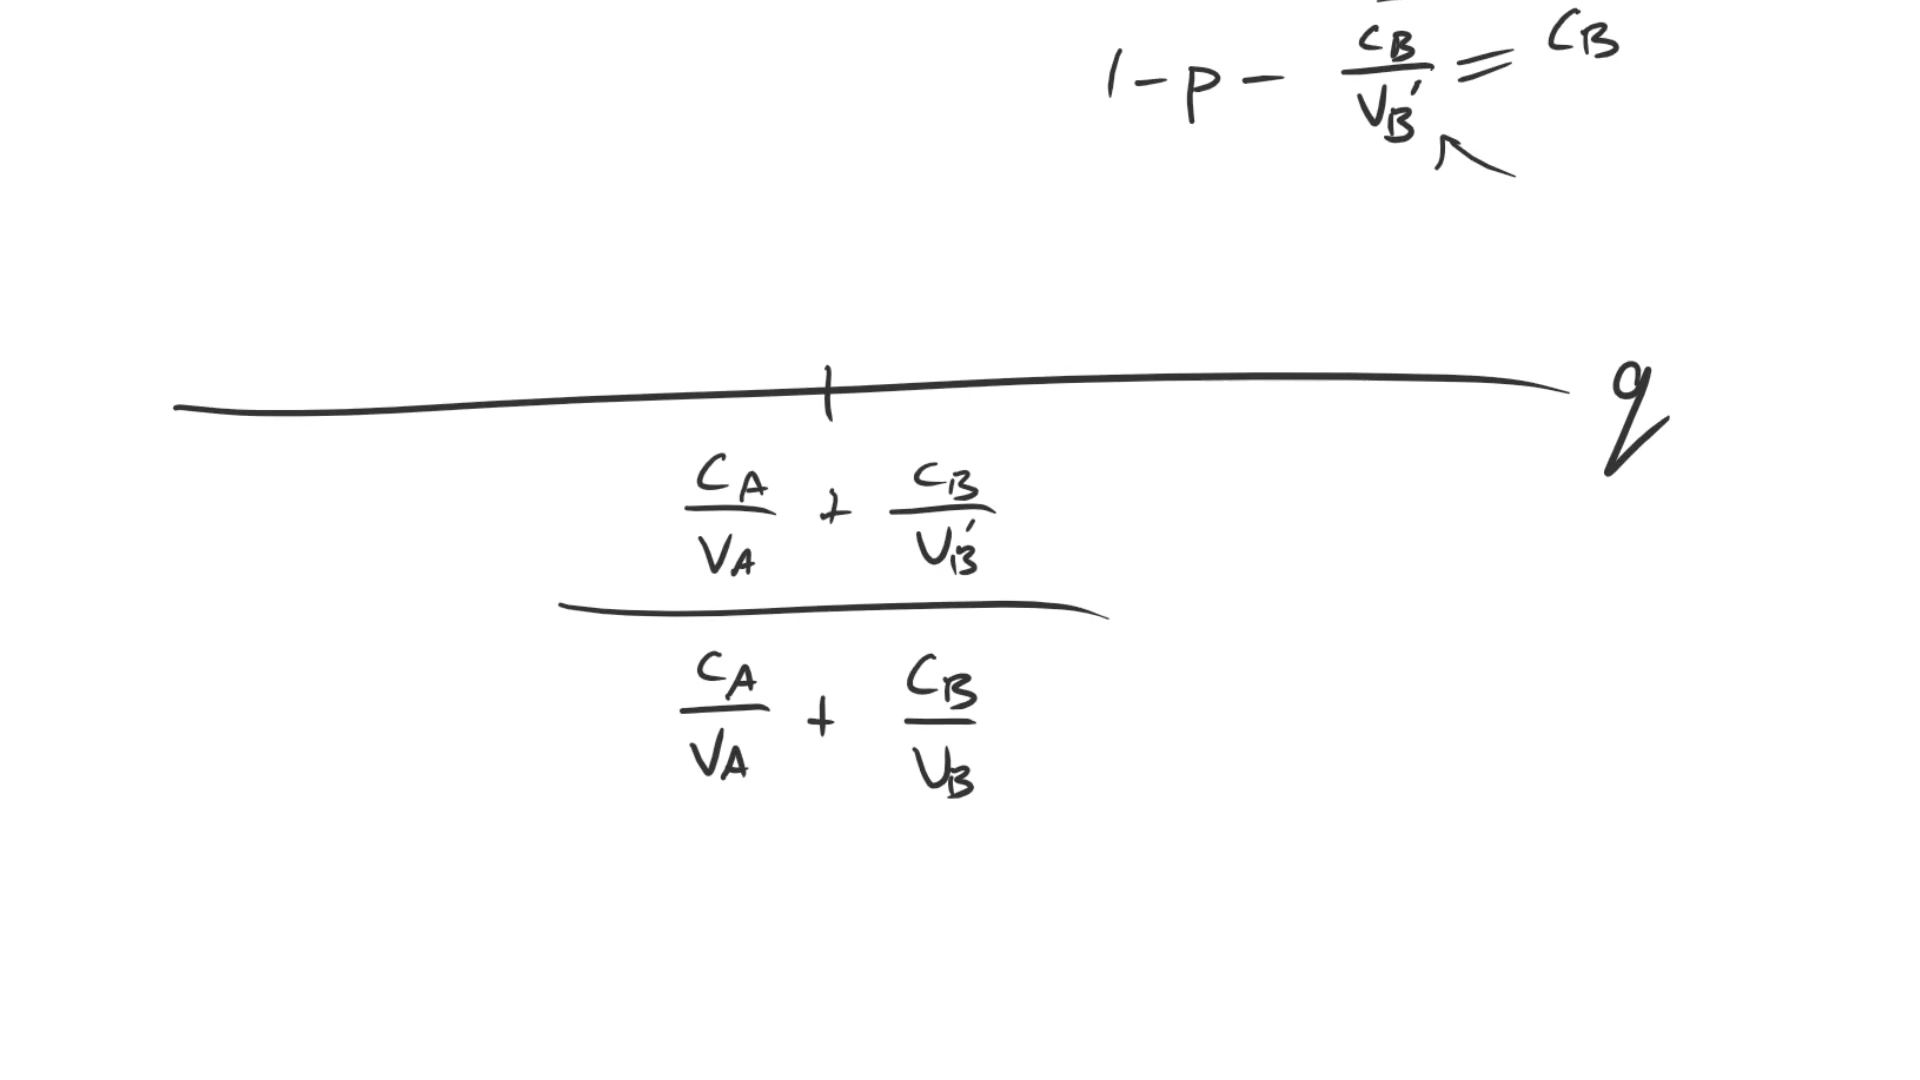 1 - p - C_B / V_B' = C_B
q
C_A / V_A + C_B / V_B'
C_A / V_A + C_B / V_B